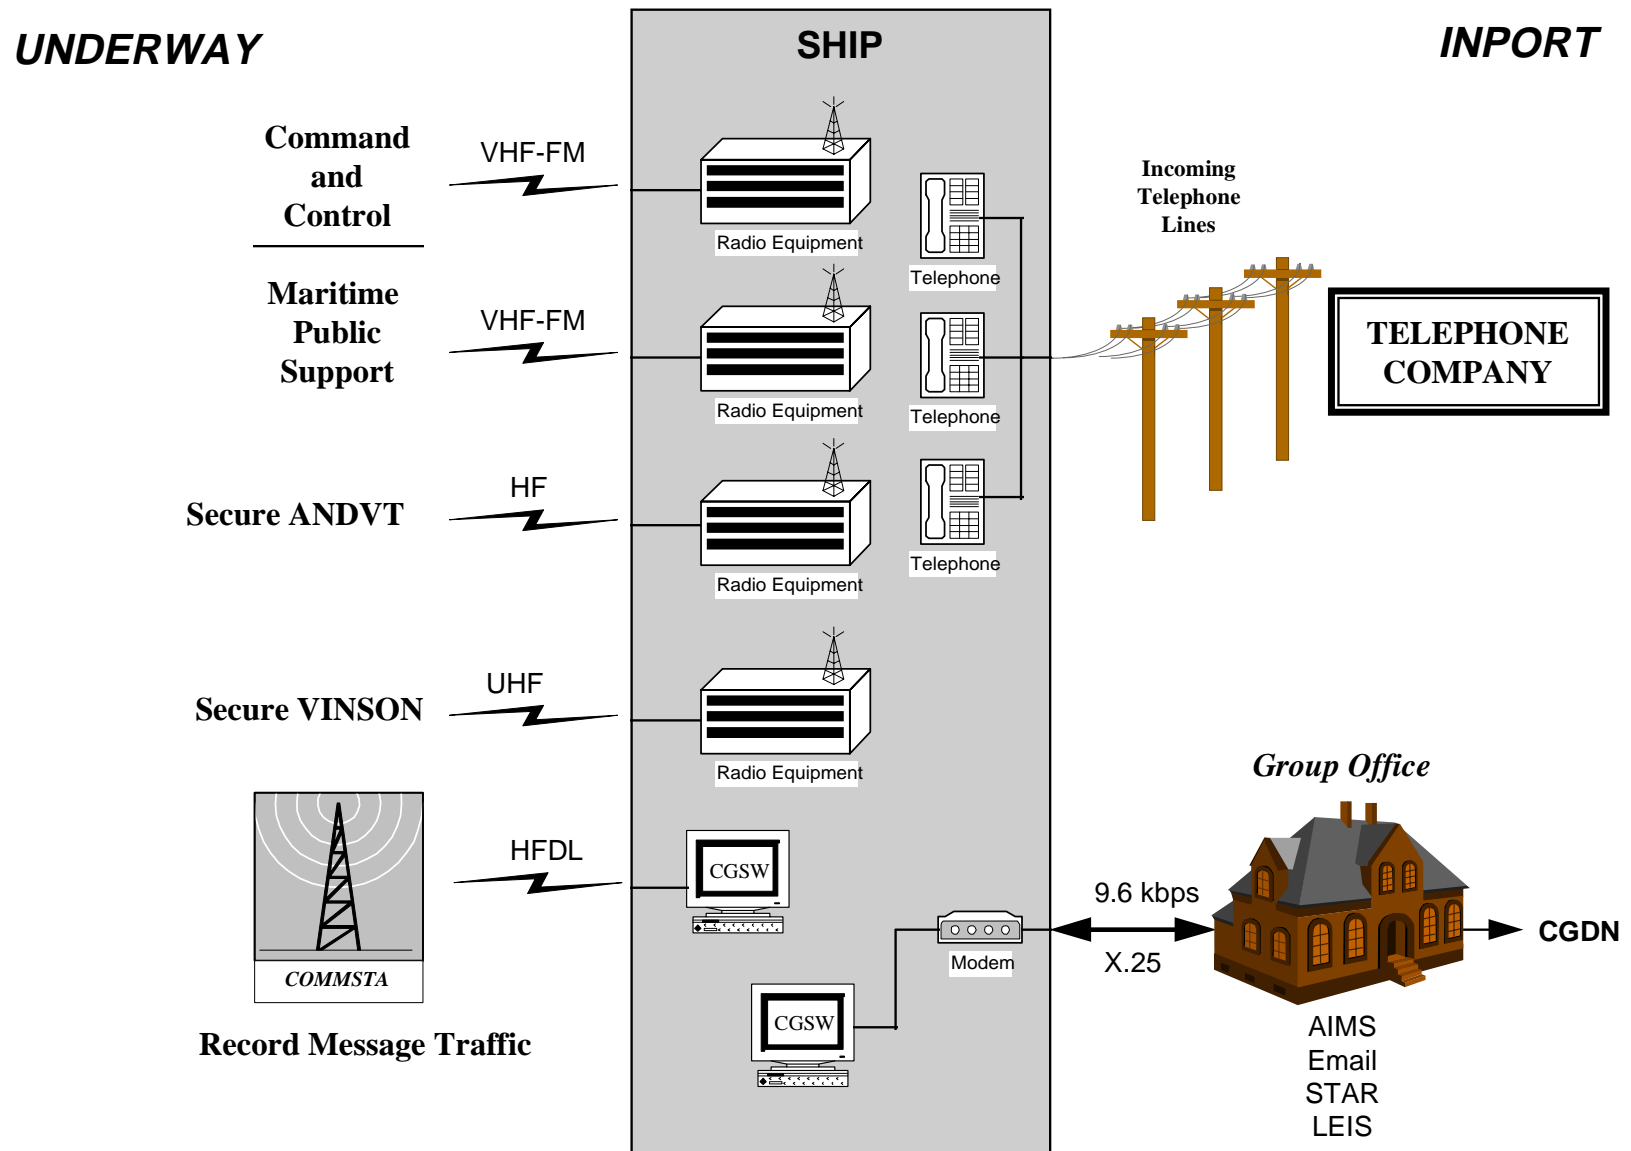 UNDERWAY
SHIP
INPORT
Command
and
Control
VHF-FM
Radio Equipment
Maritime
Public
Support
VHF-FM
Radio Equipment
Secure ANDVT
HF
Radio Equipment
Secure VINSON
UHF
Radio Equipment
COMMSTA
HFDL
CGSW
Record Message Traffic
Telephone
Telephone
Telephone
Incoming
Telephone
Lines
TELEPHONE
COMPANY
CGSW
Modem
9.6 kbps
X.25
Group Office
CGDN
AIMS
Email
STAR
LEIS